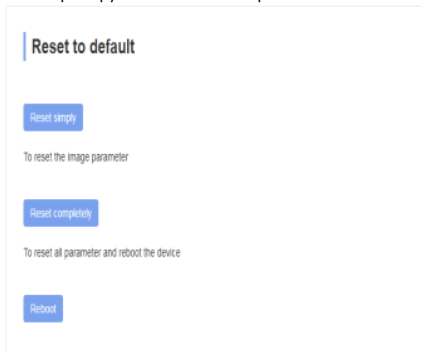 Reset to default
Reset simply
To reset the image parameter
Reset completely
To reset all parameter and reboot the device
Reboot